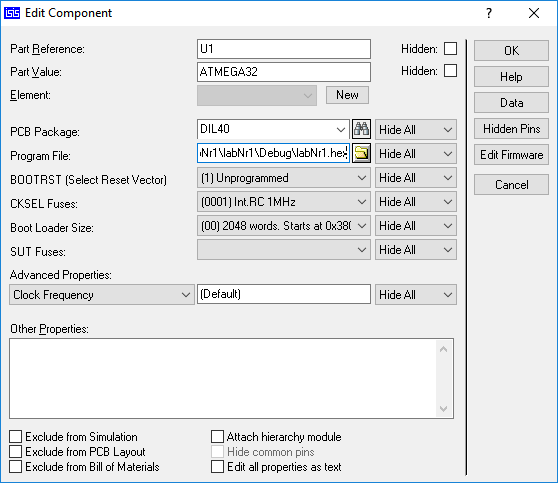 ISIS Edit Component ? ×
Part Reference: U1 Hidden: OK
Part Value: ATMEGA32 Hidden: Help
Element: New Data
PCB Package: DIL40 Hide All Hidden Pins
Program File: Nr1\labNr1\Debug\labNr1.hex Hide All Edit Firmware
BOOTRST (Select Reset Vector) (1) Unprogrammed Hide All Cancel
CKSEL Fuses: (0001) Int.RC 1MHz Hide All
Boot Loader Size: (00) 2048 words. Starts at 0x380 Hide All
SUT Fuses: Hide All
Advanced Properties:
Clock Frequency (Default) Hide All
Other Properties:
Exclude from Simulation Attach hierarchy module
Exclude from PCB Layout Hide common pins
Exclude from Bill of Materials Edit all properties as text